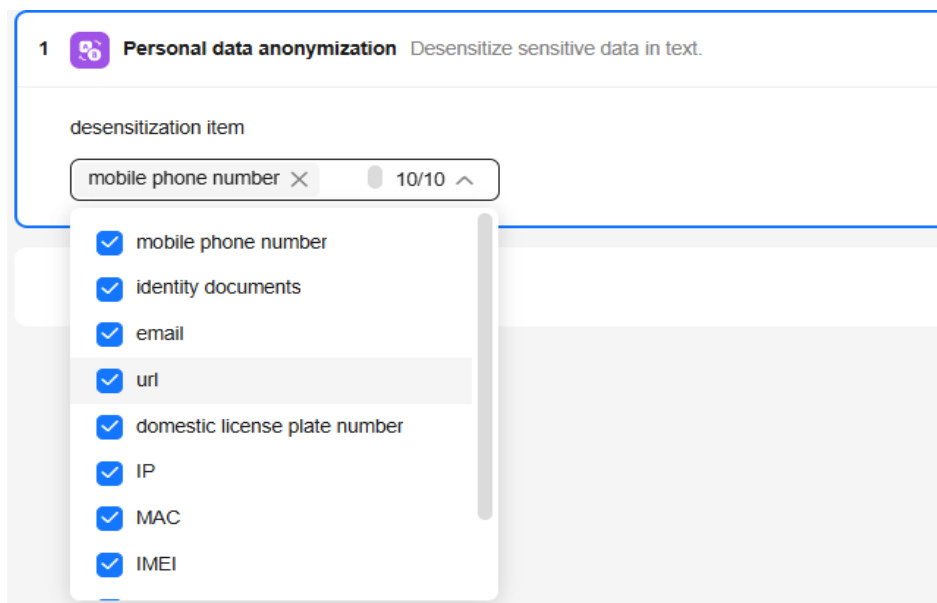 1 Personal data anonymization Desensitize sensitive data in text.
desensitization item
mobile phone number 10/10
mobile phone number
identity documents
email
url
domestic license plate number
IP
MAC
IMEI